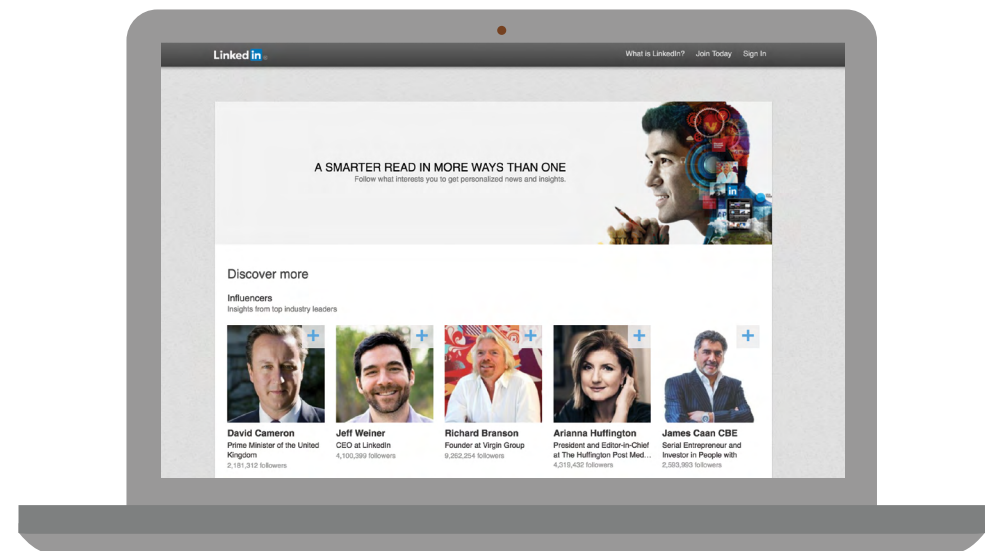 Linked in
What is LinkedIn? Join Today Sign In
A SMARTER READ IN MORE WAYS THAN ONE
Follow what interests you to get personalized news and insights.
in
Discover more
Influencers
Insights from top industry leaders
David Cameron
Prime Minister of the United
Kingdom
2,181,312 followers
Jeff Weiner
CEO at LinkedIn
4,100,399 followers
Richard Branson
Founder at Virgin Group
9,262,254 followers
Arianna Huffington
President and Editor-in-Chief
at The Huffington Post Med...
4,319,432 followers
James Caan CBE
Serial Entrepreneur and
Investor in People with
2,593,993 followers